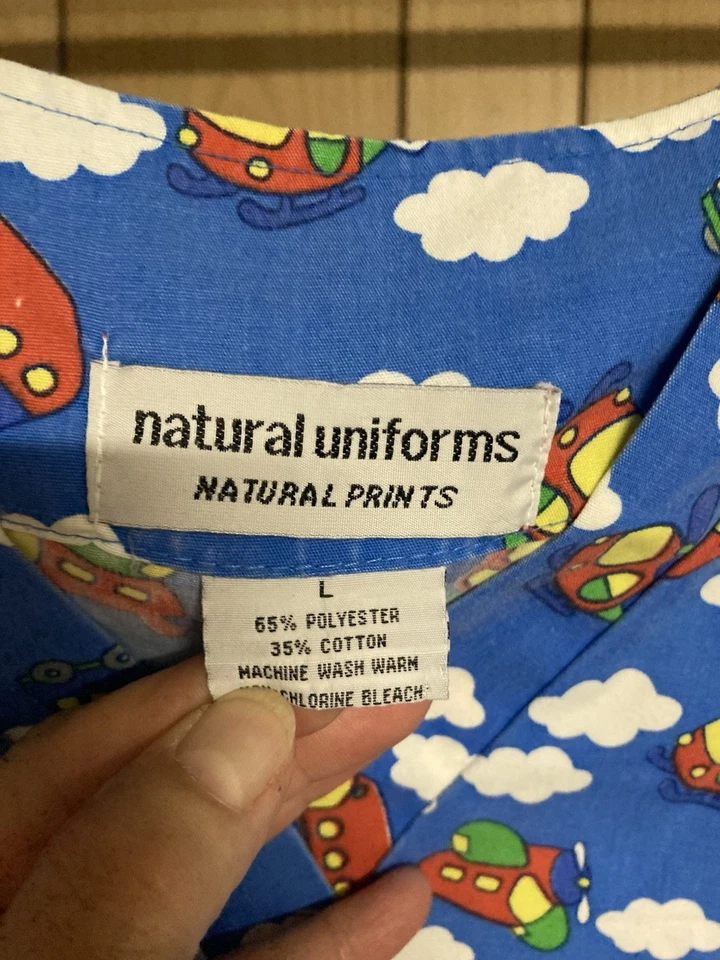 natural uniforms
NATURAL PRINTS
L
65% POLYESTER
35% COTTON
MACHINE WASH WARM
CHLORINE BLEACH